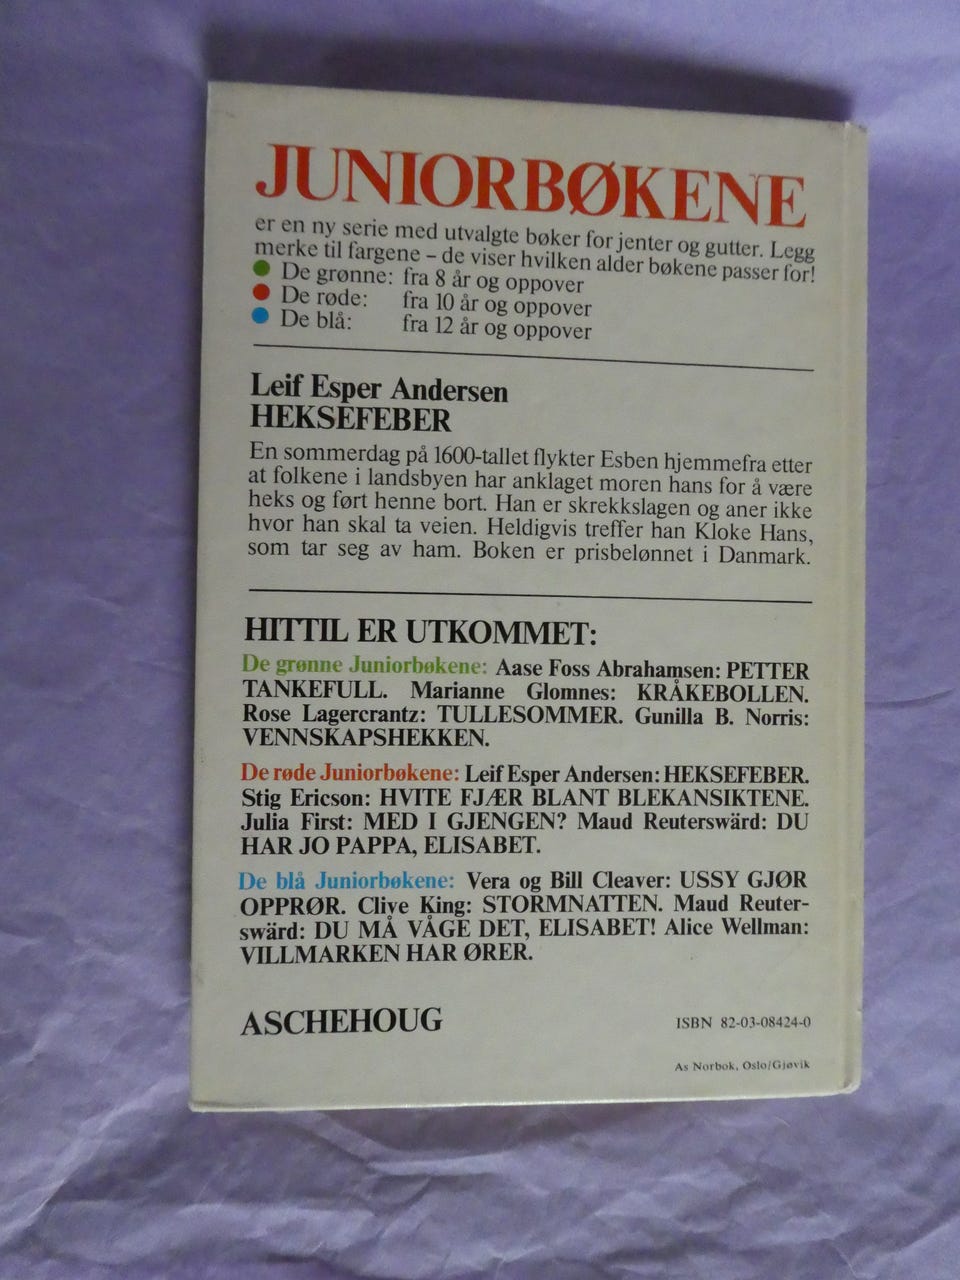 JUNIORBØKENE
er en ny serie med utvalgte bøker for jenter og gutter. Legg
merke til fargene – de viser hvilken alder bøkene passer for!
De grønne: fra 8 år og oppover
De røde: fra 10 år og oppover
De blå: fra 12 år og oppover
Leif Esper Andersen
HEKSEFEBER
En sommerdag på 1600-tallet flykter Esben hjemmefra etter
at folkene i landsbyen har anklaget moren hans for å være
heks og ført henne bort. Han er skrekkslagen og aner ikke
hvor han skal ta veien. Heldigvis treffer han Kloke Hans,
som tar seg av ham. Boken er prisbelønnet i Danmark.
HITTIL ER UTKOMMET:
De grønne Juniorbøkene: Aase Foss Abrahamsen: PETTER
TANKEFULL. Marianne Glomnes: KRÅKEBOLLEN.
Rose Lagercrantz: TULLESOMMER. Gunilla B. Norris:
VENNSKAPSHEKKEN.
De røde Juniorbøkene: Leif Esper Andersen: HEKSEFEBER.
Stig Ericson: HVITE FJÆR BLANT BLEKANSIKTENE.
Julia First: MED I GJENGEN? Maud Reuterswärd: DU
HAR JO PAPPA, ELISABET.
De blå Juniorbøkene: Vera og Bill Cleaver: USSY GJØR
OPPRØR. Clive King: STORMNATTEN. Maud Reuter-
swärd: DU MÅ VÅGE DET, ELISABET! Alice Wellman:
VILLMARKEN HAR ØRER.
ASCHEHOUG
ISBN 82-03-08424-0
As Norbok, Oslo/Gjøvik